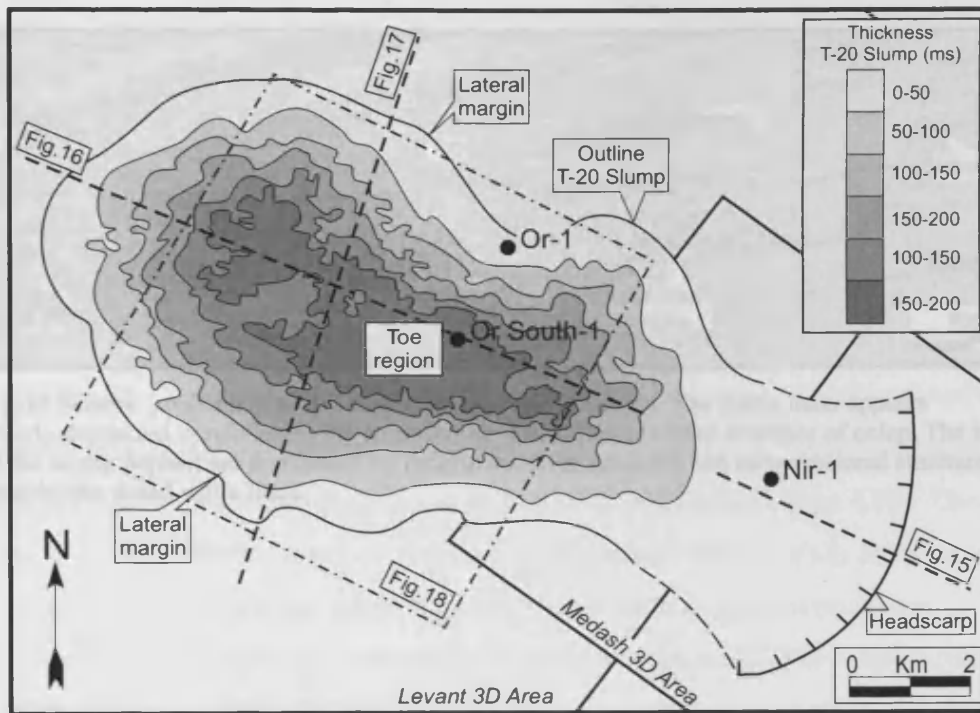 Thickness
T-20 Slump (ms)
0-50
50-100
100-150
150-200
100-150
150-200
Fig.17
Lateral
margin
Fig.16
Outline
T-20 Slump
Or-1
Or South-1
Toe
region
Nir-1
Lateral
margin
Fig.18
Fig.15
Headscarp
Medash 3D Area
Levant 3D Area
N
0 Km 2